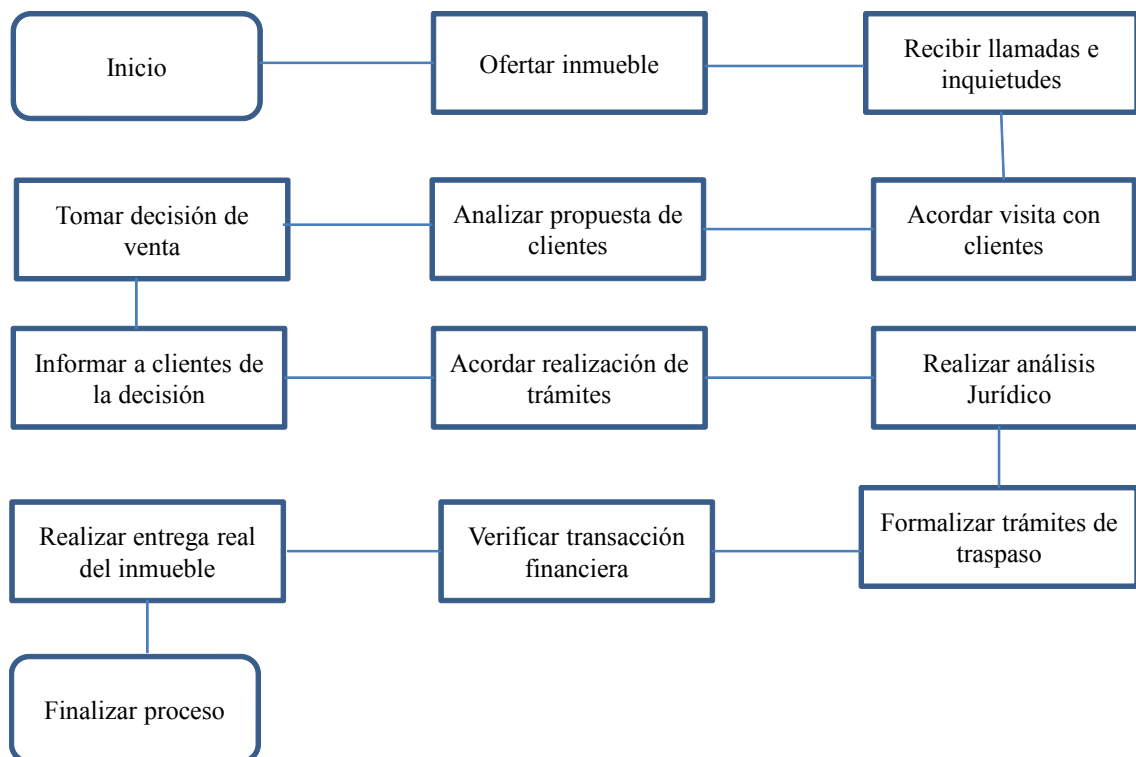 Inicio
Ofertar inmueble
Recibir llamadas e
inquietudes
Acordar visita con
clientes
Analizar propuesta de
clientes
Tomar decisión de
venta
Informar a clientes de
la decisión
Acordar realización de
trámites
Realizar análisis
Jurídico
Formalizar trámites de
traspaso
Verificar transacción
financiera
Realizar entrega real
del inmueble
Finalizar proceso